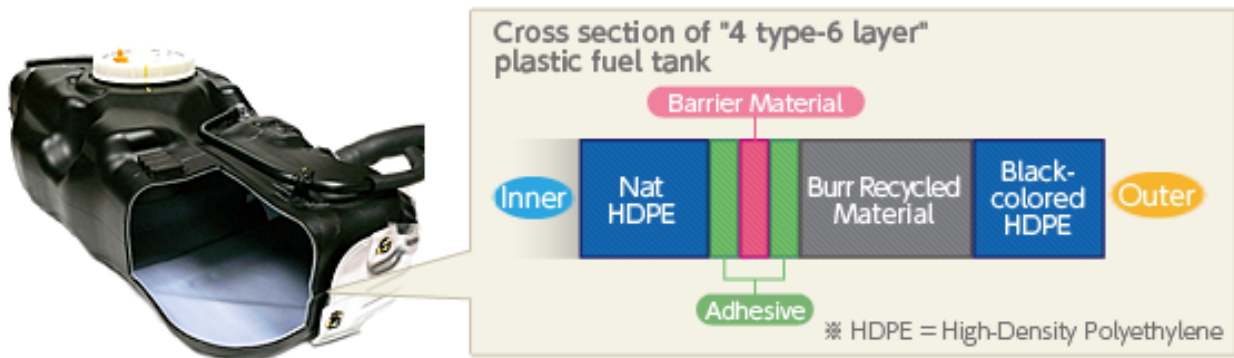 Cross section of "4 type-6 layer"
plastic fuel tank
Barrier Material
Inner
Nat
HDPE
Burr Recycled
Material
Black-
colored
HDPE
Outer
Adhesive
※ HDPE = High-Density Polyethylene